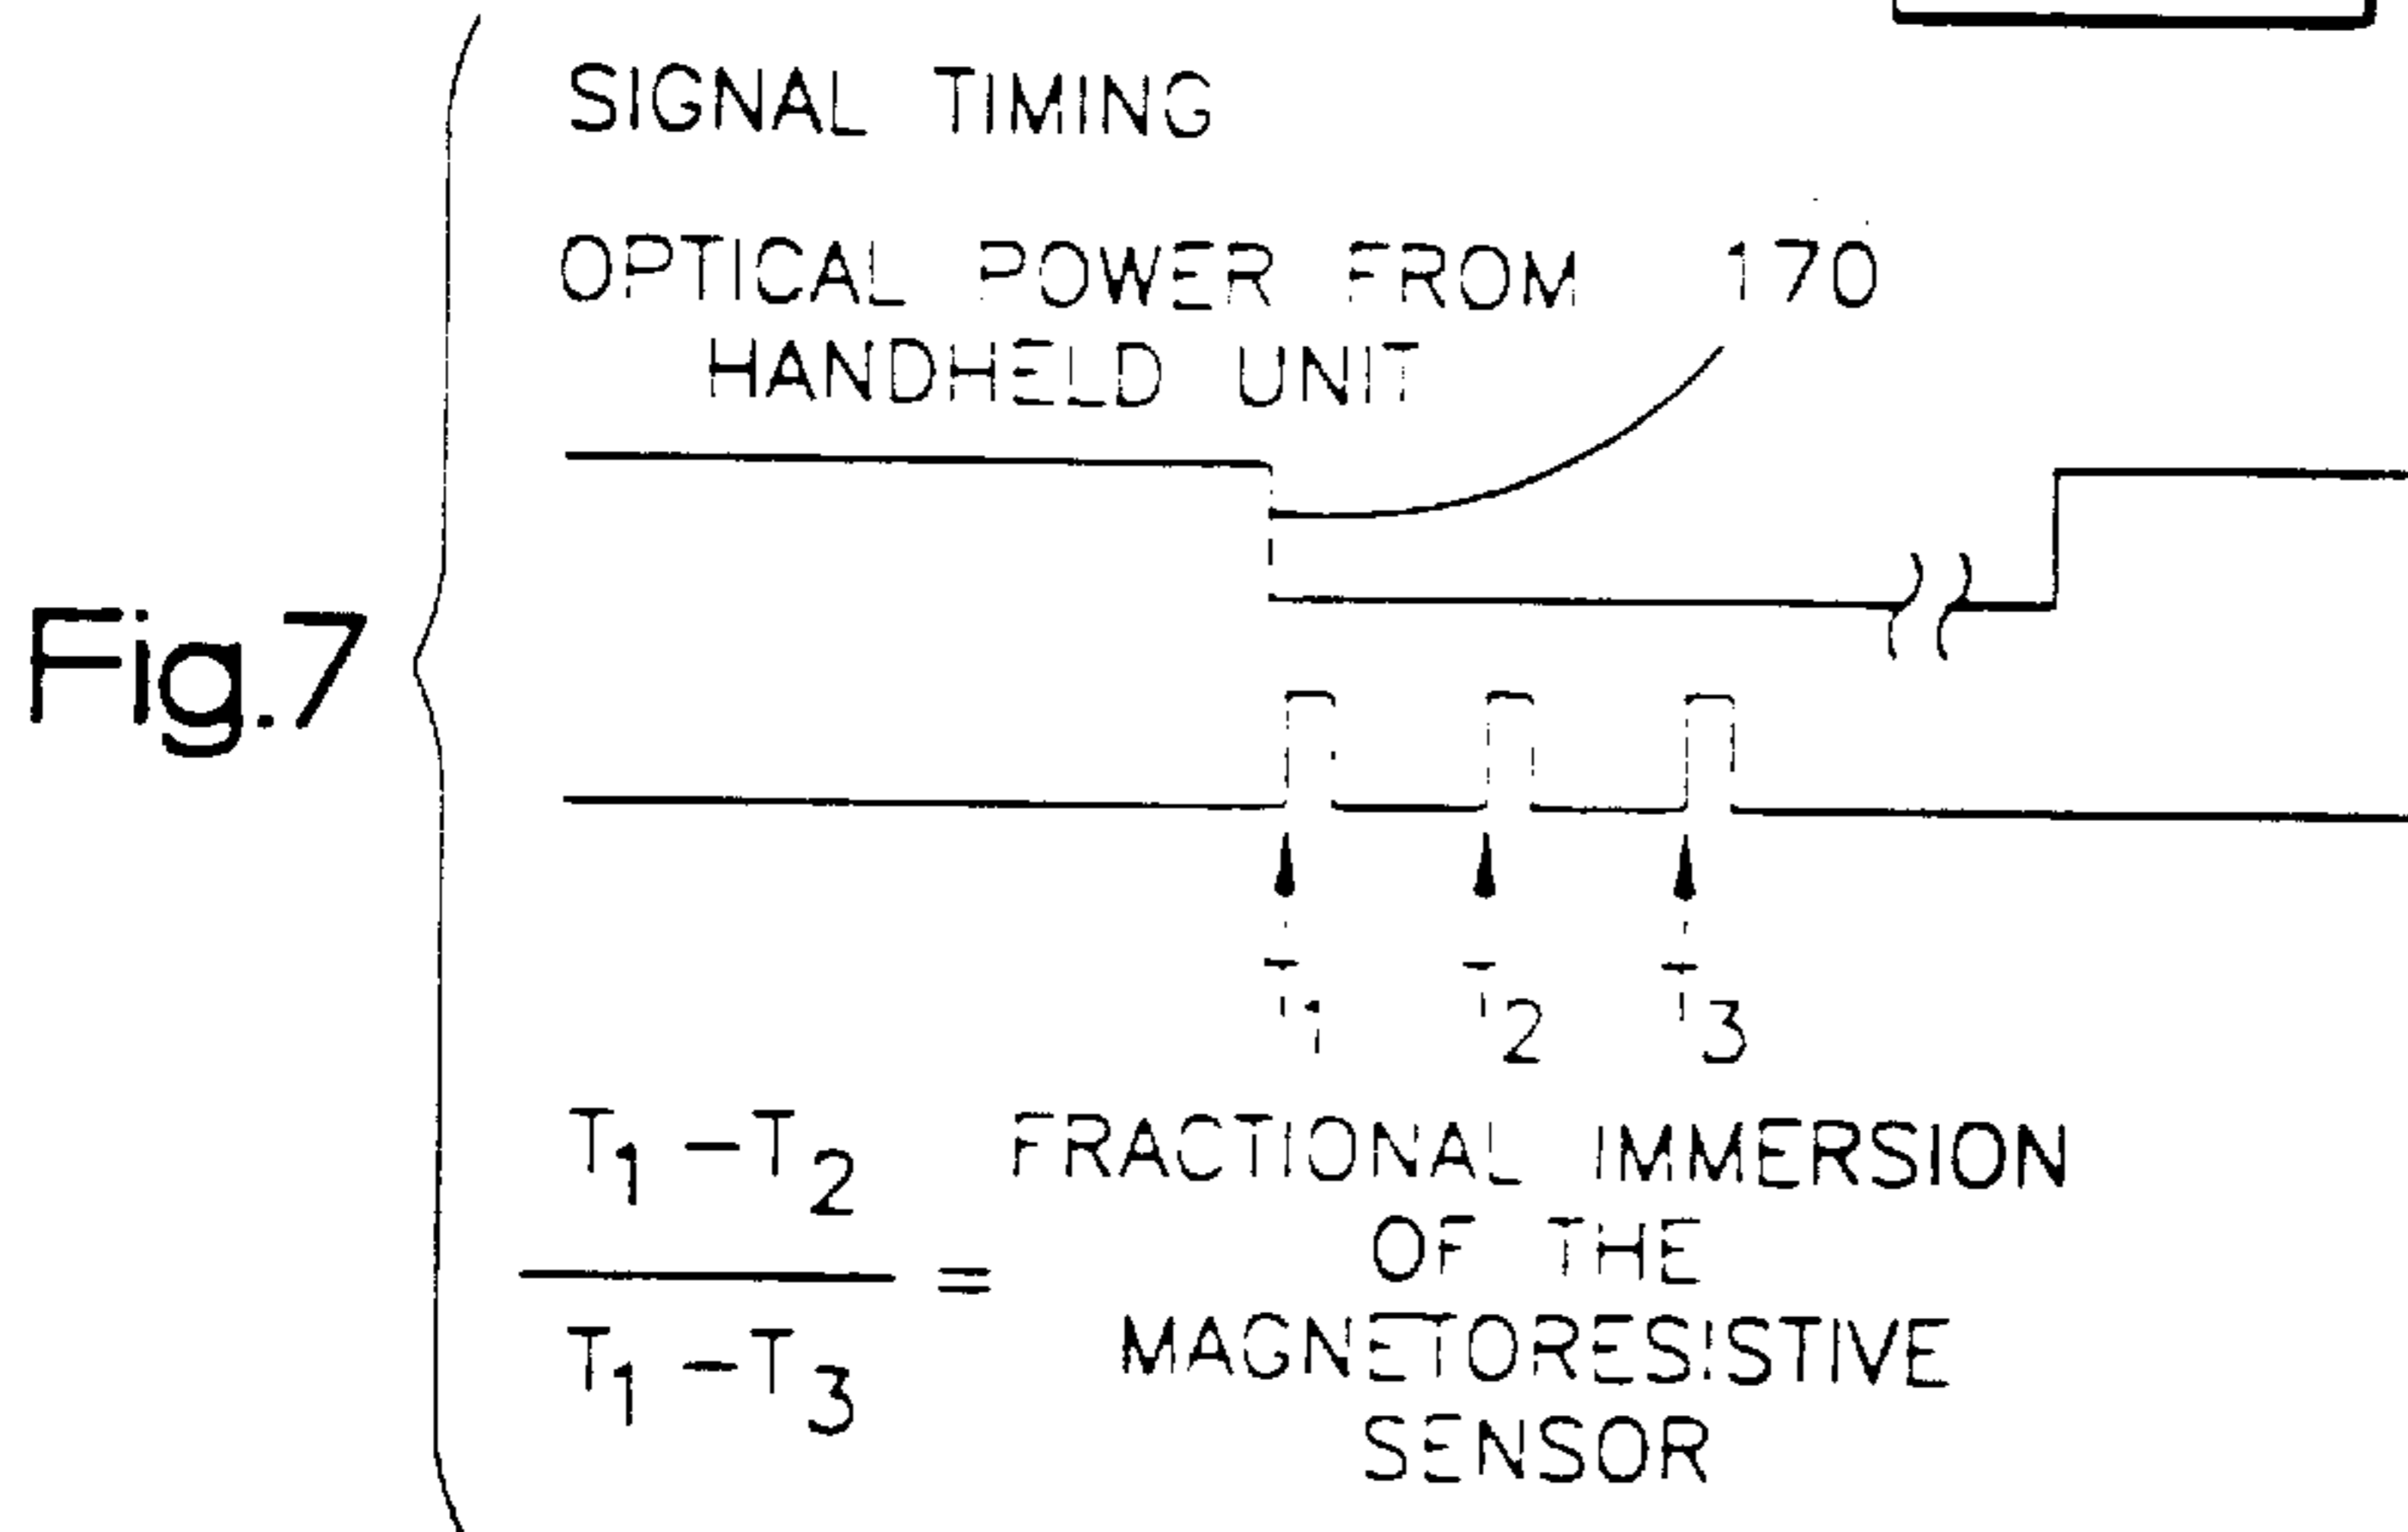 SIGNAL TIMING
OPTICAL POWER FROM 170
HANDHELD UNIT
Fig.7
T1 T2 T3
T1 -T2
T1 -T3
=
FRACTIONAL IMMERSION
OF THE
MAGNETORESISTIVE
SENSOR